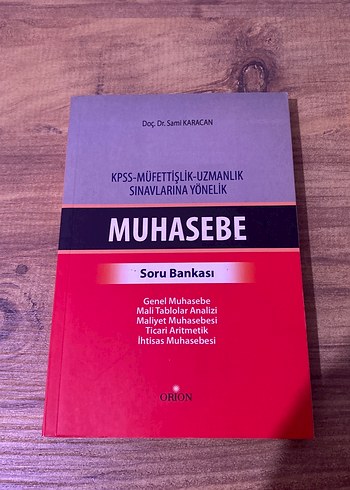 Doç. Dr. Sami KARACAN
KPSS-MÜFETTİŞLİK-UZMANLIK
SINAVLARINA YÖNELİK
MUHASEBE
Soru Bankası
Genel Muhasebe
Mali Tablolar Analizi
Maliyet Muhasebesi
Ticari Aritmetik
İhtisas Muhasebesi
ORION